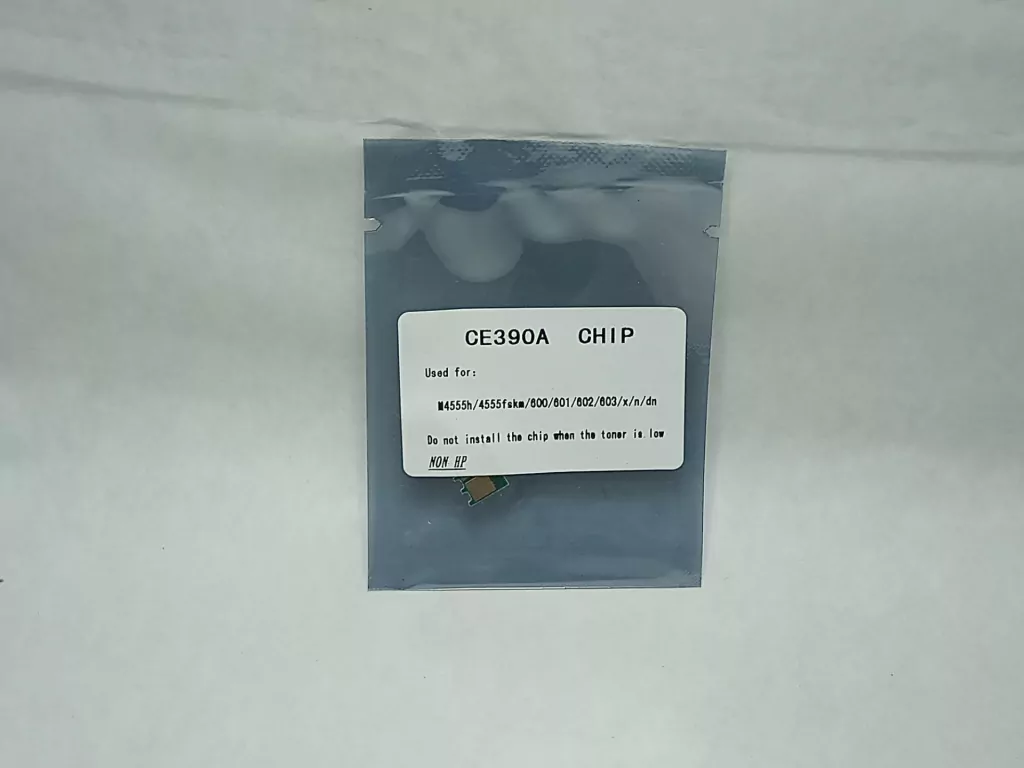 CE390A CHIP
Used for:
M4555h/4555fskm/600/601/602/603/x/n/dn
Do not install the chip when the toner is low
NON HP